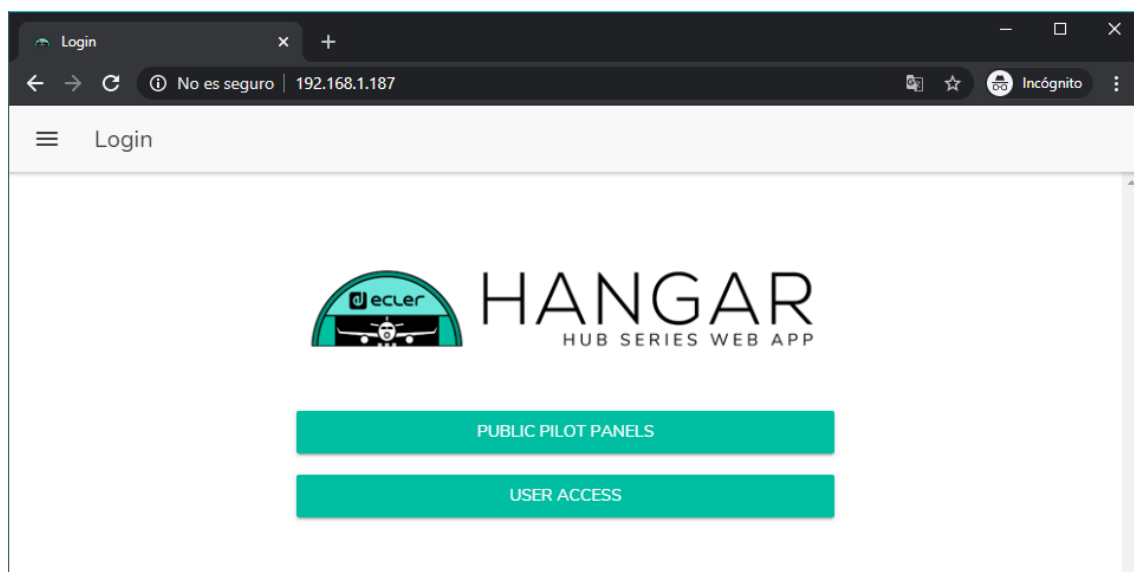 Login
No es seguro 192.168.1.187 Incógnito
Login
ecler
HANGAR
HUB SERIES WEB APP
PUBLIC PILOT PANELS
USER ACCESS